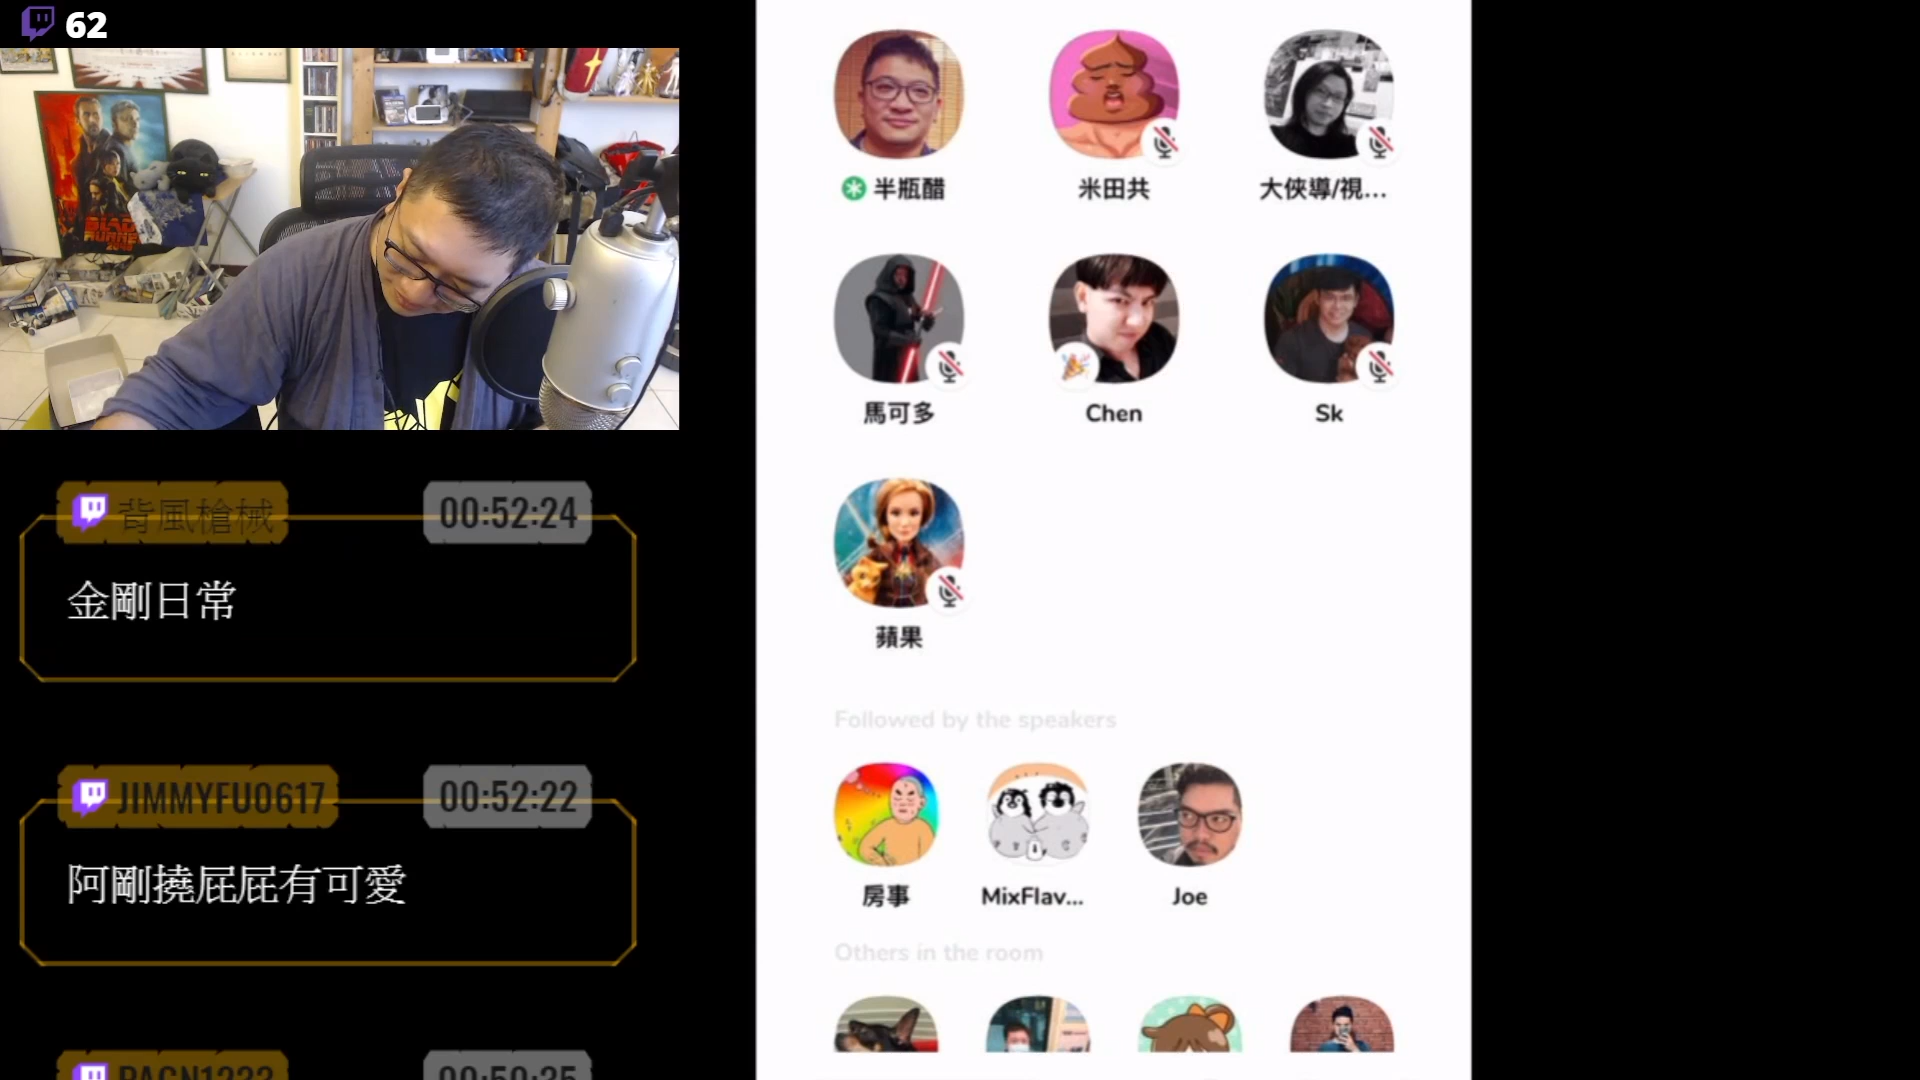 62
BLADE
RUNNER
半瓶醋
米田共
大俠導/視...
馬可多
Chen
Sk
蘋果
Followed by the speakers
房事
MixFlav...
Joe
Others in the room
背風槍械
00:52:24
金剛日常
JIMMYFU0617
00:52:22
阿剛撓屁屁有可愛